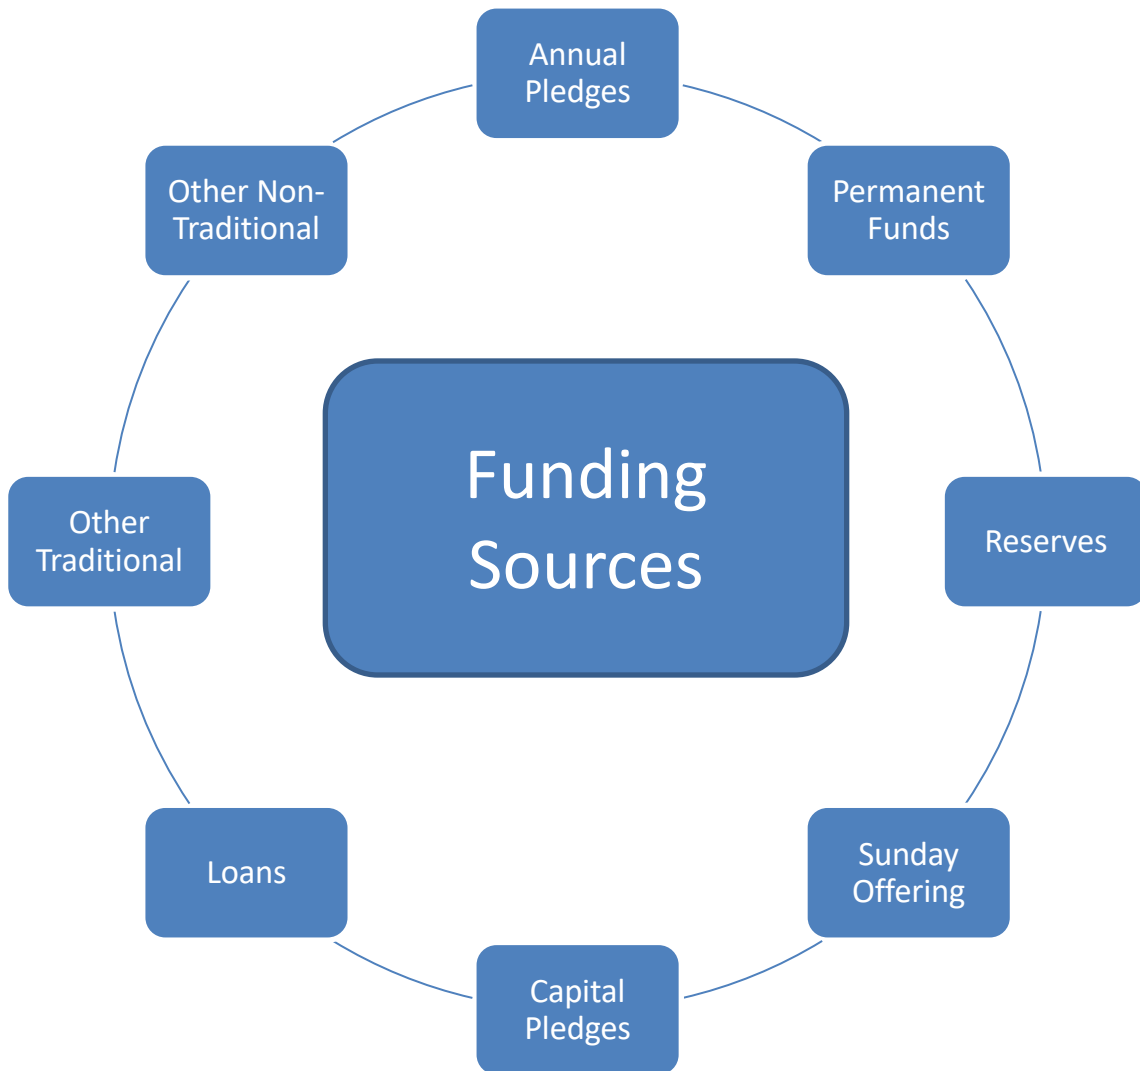 Annual
Pledges
Other Non-
Traditional
Permanent
Funds
Funding
Sources
Other
Traditional
Reserves
Loans
Sunday
Offering
Capital
Pledges